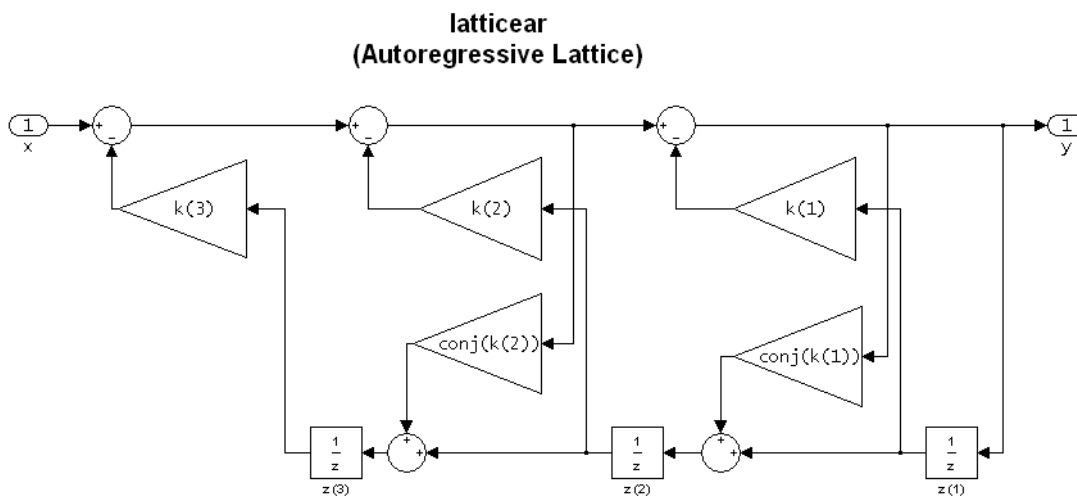 latticear
(Autoregressive Lattice)
1
x
+
-
+
-
+
-
1
y
k(3)
k(2)
k(1)
conj(k(2))
conj(k(1))
1
z
z(3)
+
+
1
z
z(2)
+
+
1
z
z(1)